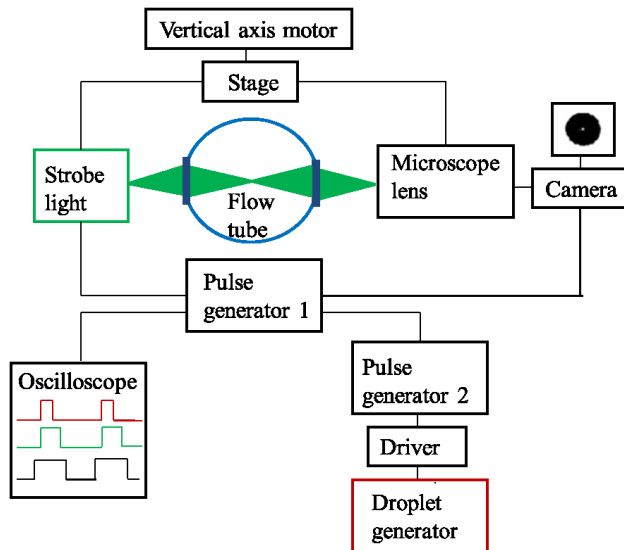 Vertical axis motor
Stage
Strobe
light
Flow
tube
Microscope
lens
Camera
Pulse
generator 1
Oscilloscope
Pulse
generator 2
Driver
Droplet
generator